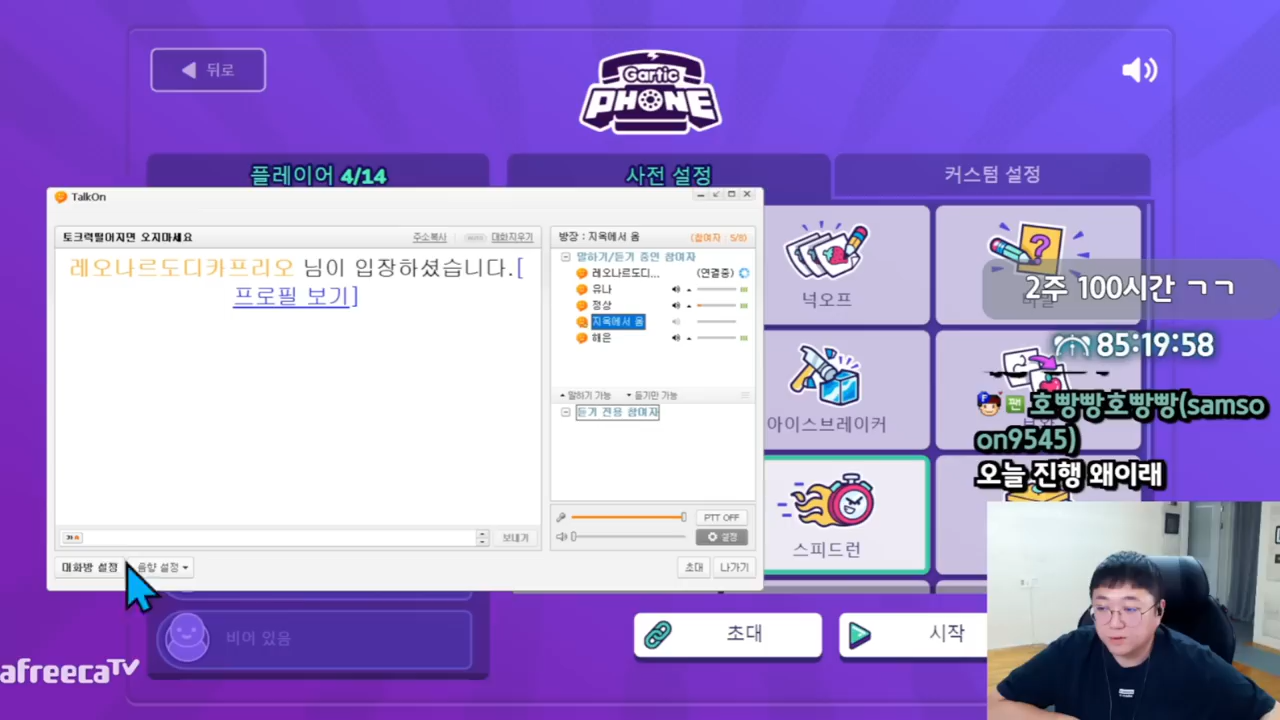 뒤로
Gartic
PHONE
플레이어 4/14
사전 설정
커스텀 설정
TalkOn
토크력떨이지면 오지마세요
주소복사
대화지우기
방장 : 지옥에서 옴
(참여자 : 5/8)
레오나르도디카프리오 님이 입장하셨습니다.[
프로필 보기]
말하기/듣기 중인 참여자
레오나르도디... (연결중)
유나
정상
지옥에서 옴
해은
말하기 가능
듣기만 가능
듣기 전용 참여자
보내기
PTT OFF
설정
대화방 설정
음향 설정
초대
나가기
넉오프
아이스브레이커
스피드런
2주 100시간 ㄱㄱ
85:19:58
팬 호빵빵호빵빵(samso
on9545)
오늘 진행 왜이래
비어 있음
초대
시작
afreecaTV